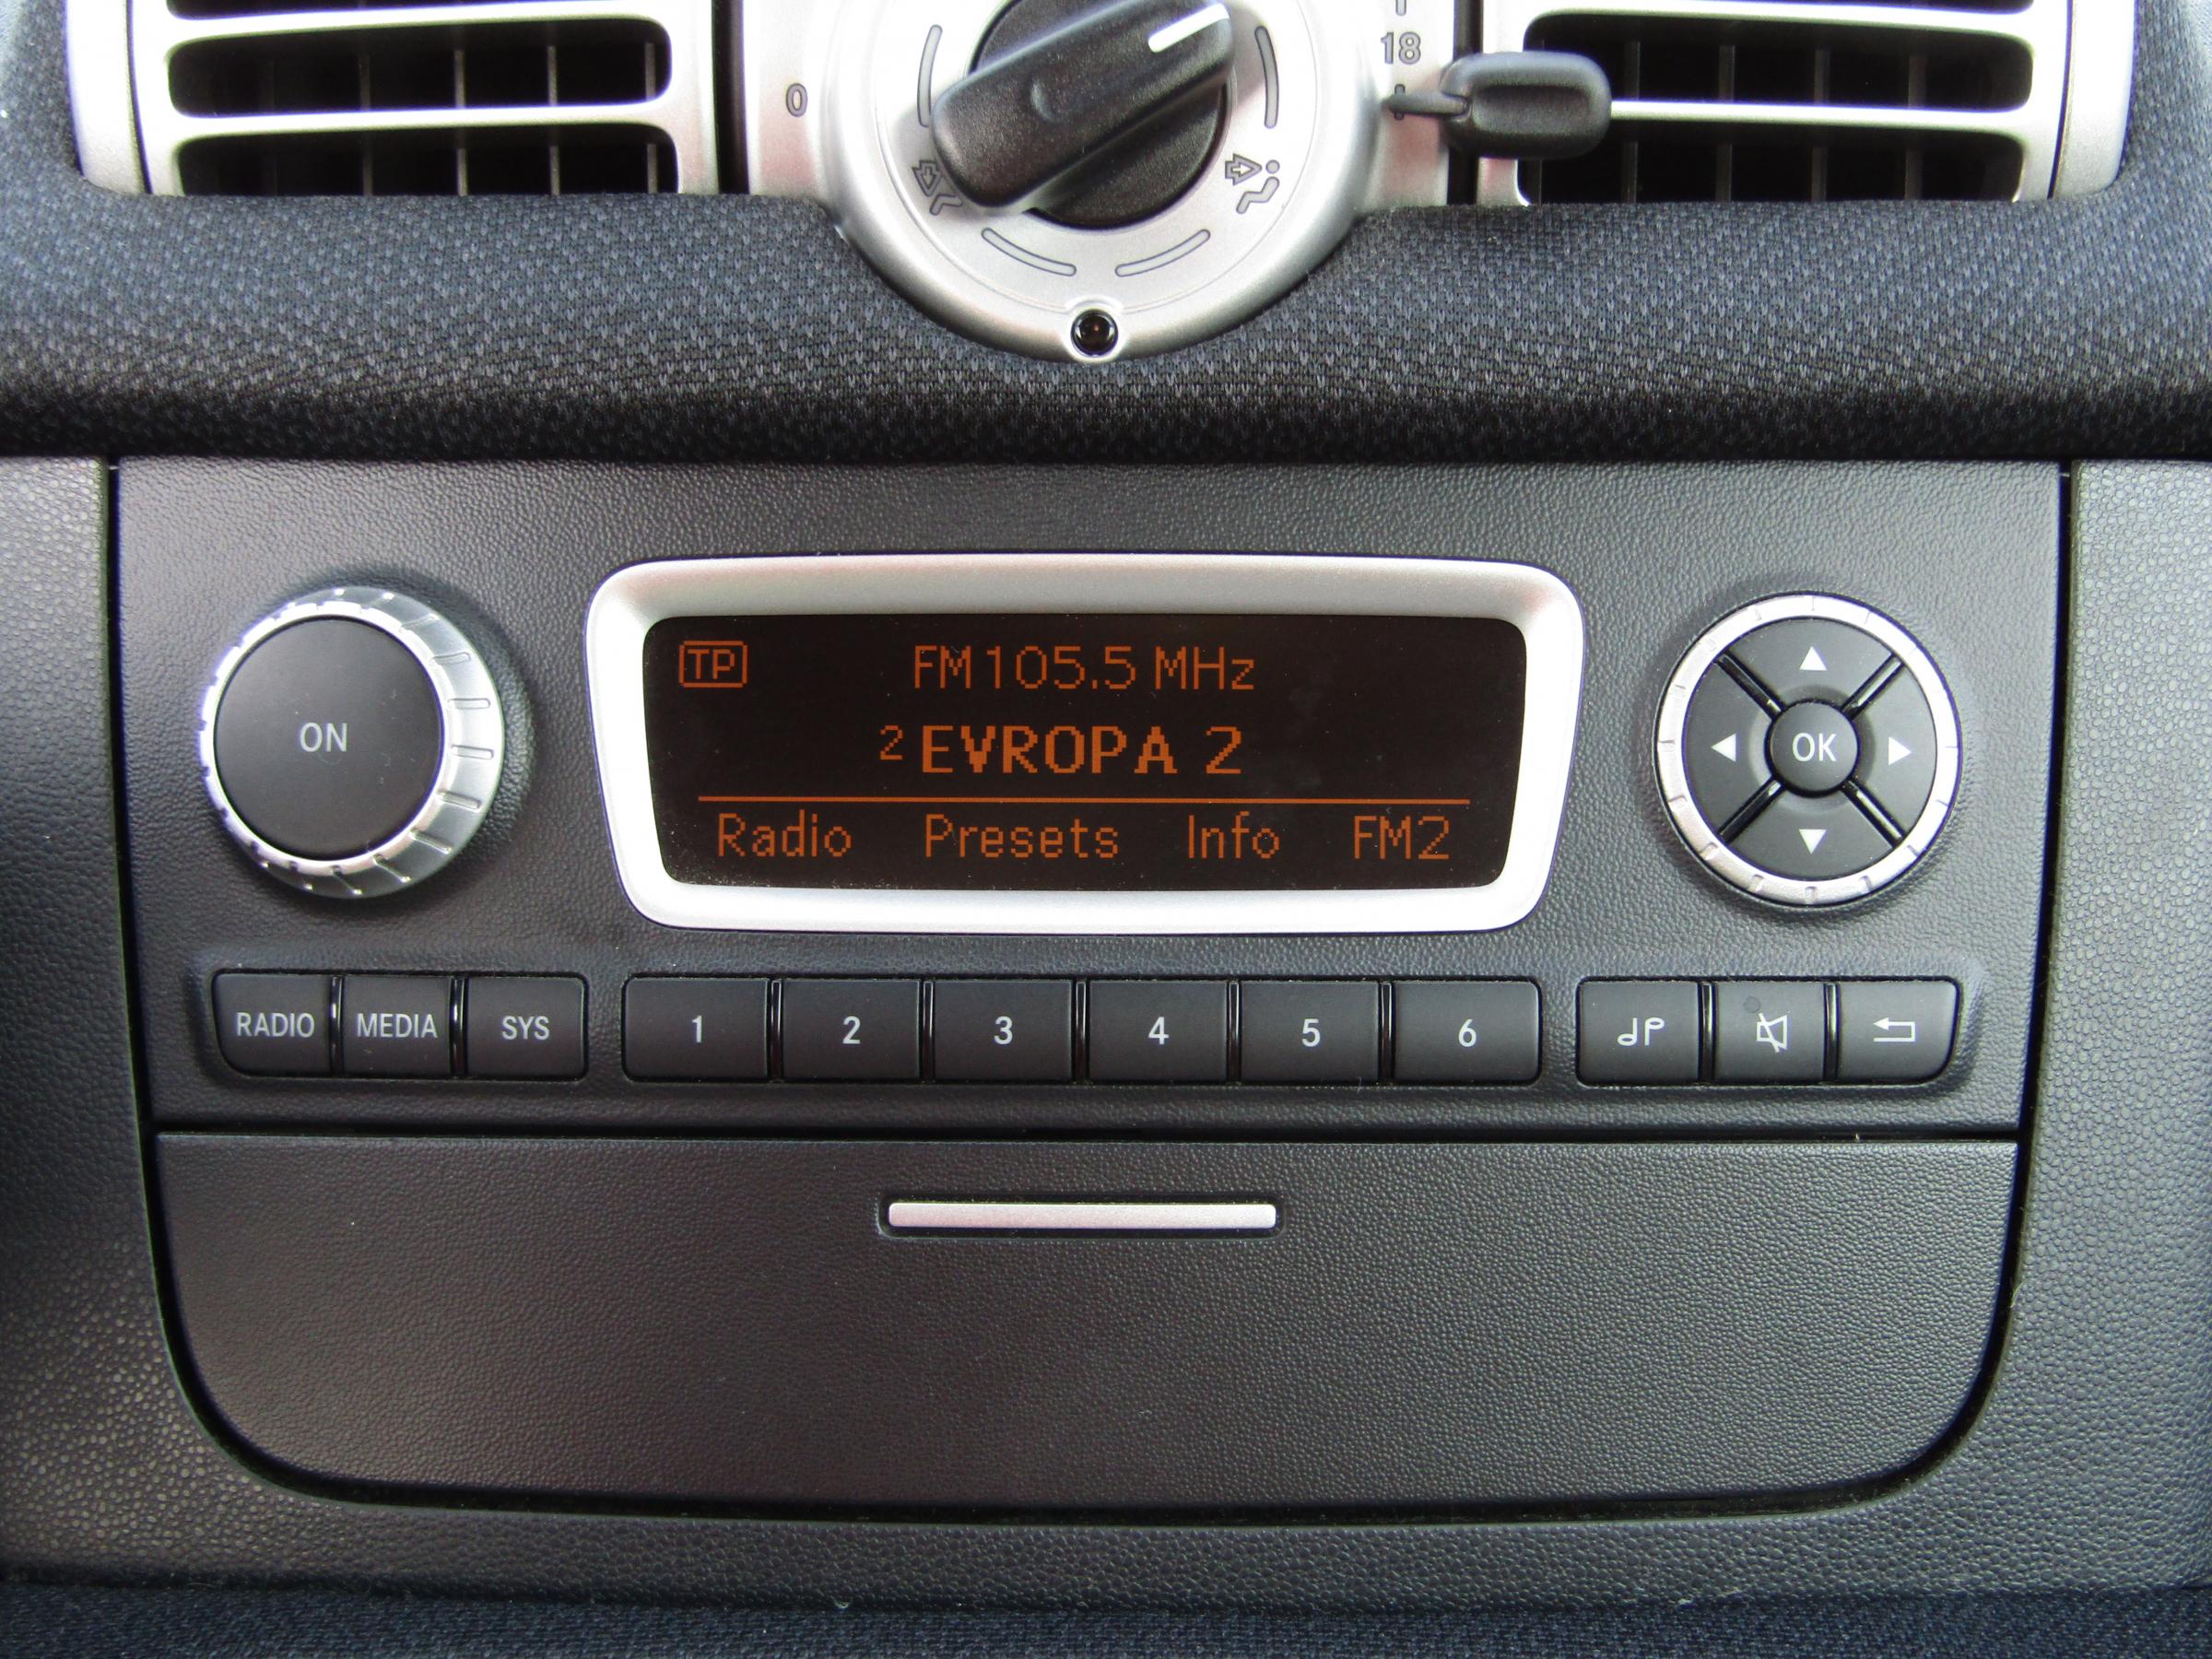 18
0
TP FM 105.5 MHz
2 EVROPA 2
Radio Presets Info FM2
ON
OK
RADIO MEDIA SYS 1 2 3 4 5 6